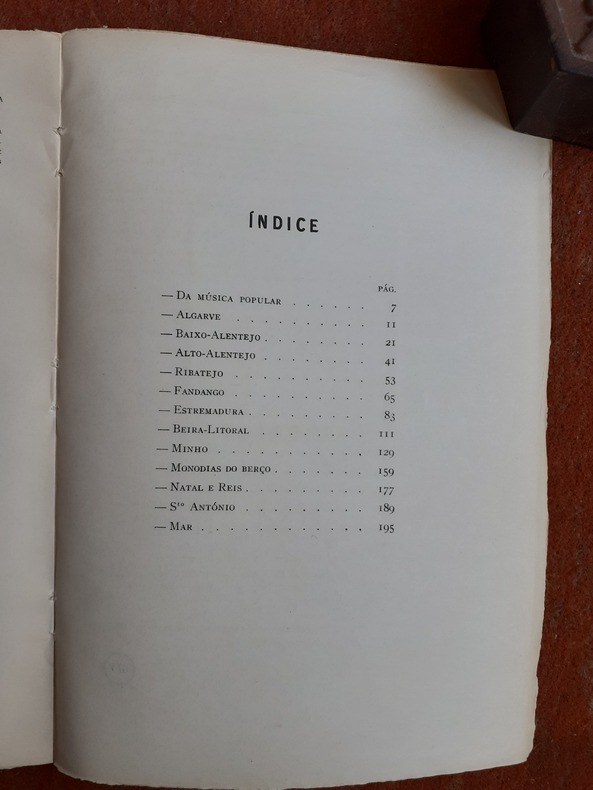 ÍNDICE
PÁG.
— Da música popular . . . . . . 7
— Algarve . . . . . . . . . . 11
— Baixo-Alentejo . . . . . . . . 21
— Alto-Alentejo . . . . . . . . 41
— Ribatejo . . . . . . . . . . 53
— Fandango . . . . . . . . . . 65
— Estremadura . . . . . . . . . 83
— Beira-Litoral . . . . . . . . 111
— Minho . . . . . . . . . . . 129
— Monodias do berço . . . . . . . 159
— Natal e Reis . . . . . . . . . 177
— Sto António . . . . . . . . . 189
— Mar . . . . . . . . . . . . 195